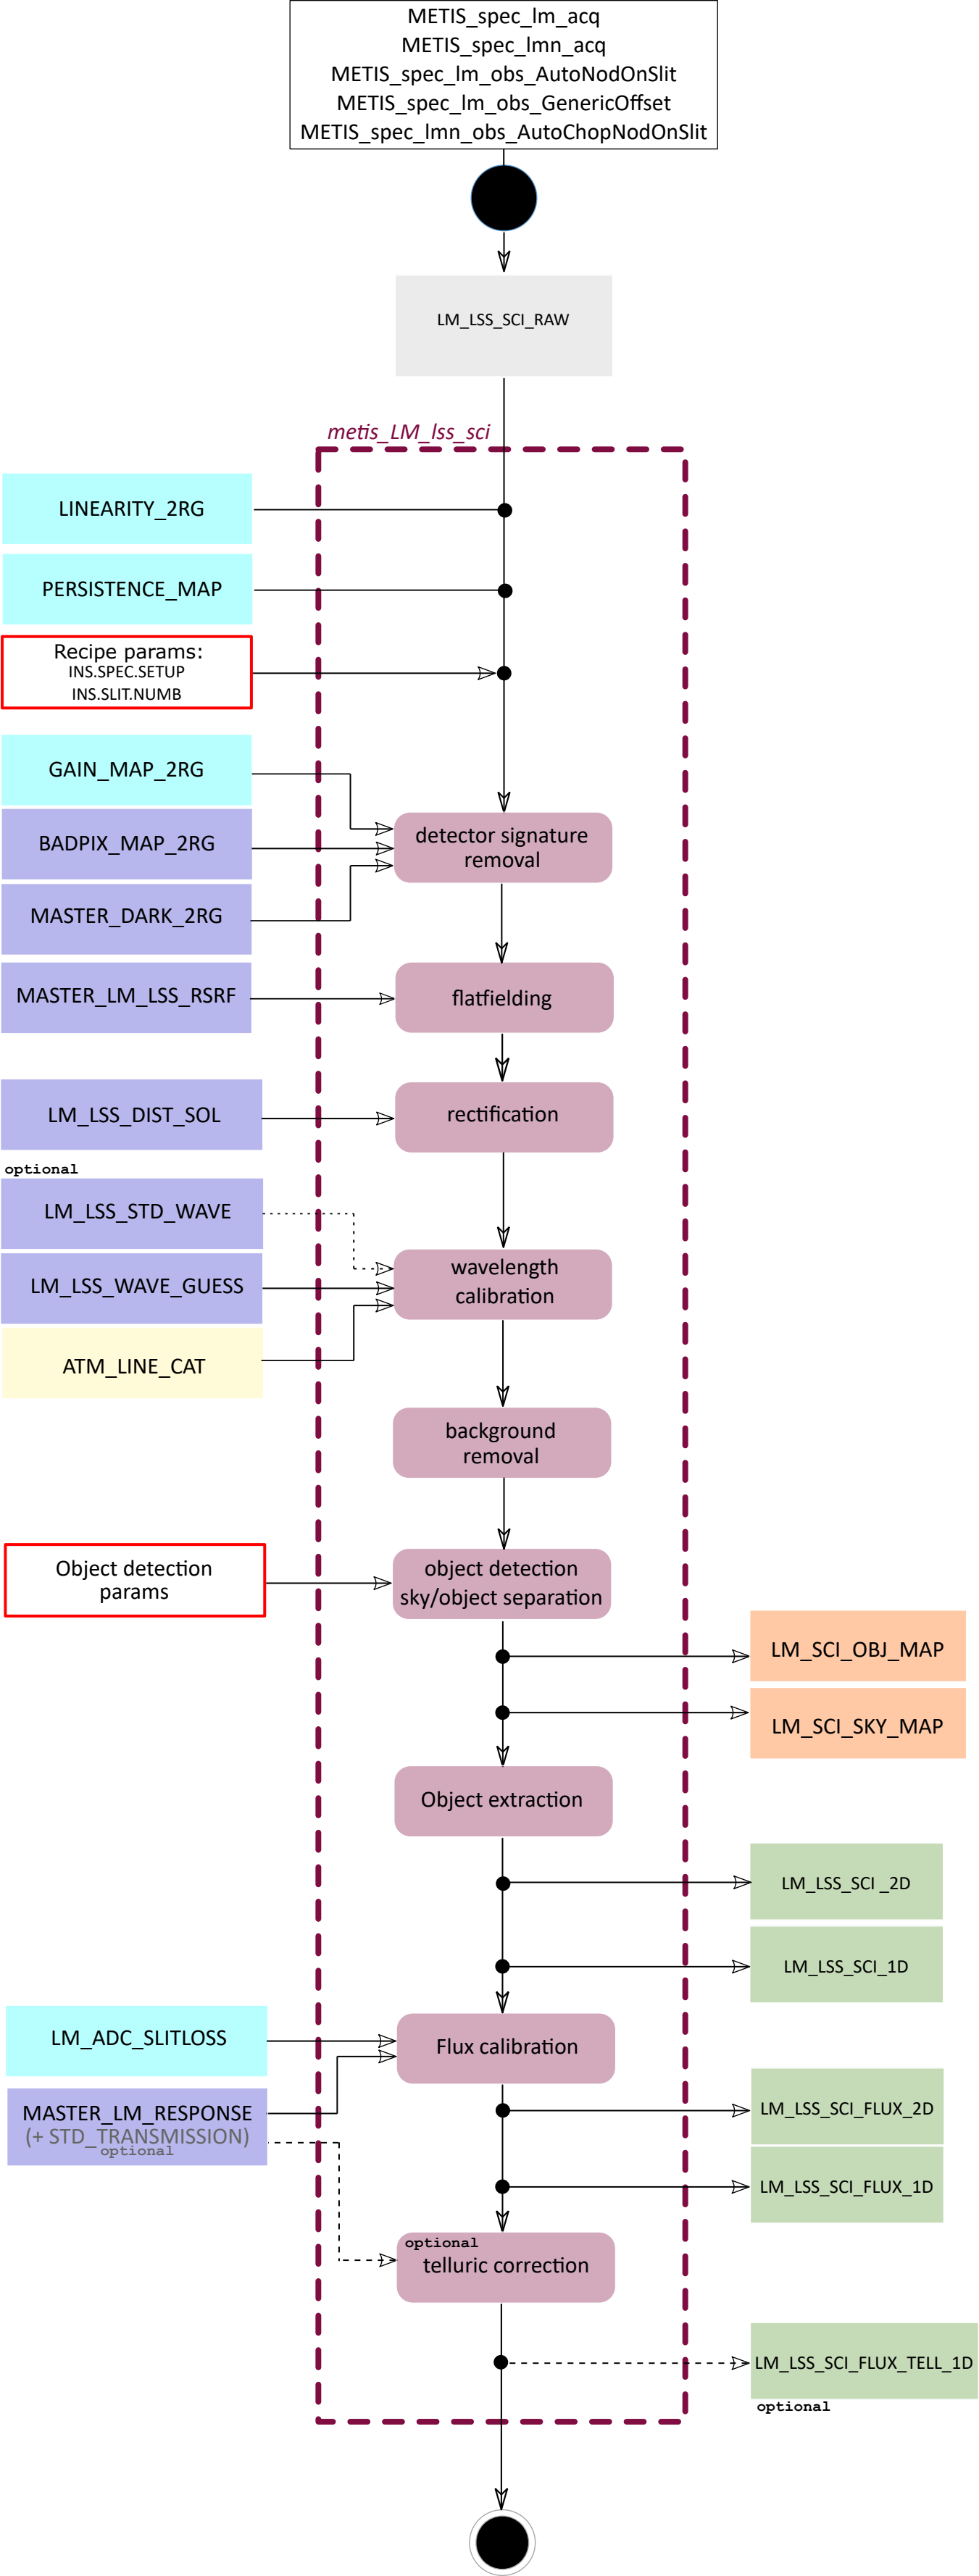 METIS_spec_lm_acq
METIS_spec_lmn_acq
METIS_spec_lm_obs_AutoNodOnSlit
METIS_spec_lm_obs_GenericOffset
METIS_spec_lmn_obs_AutoChopNodOnSlit
LM_LSS_SCI_RAW
metis_LM_lss_sci
LINEARITY_2RG
PERSISTENCE_MAP
Recipe params:
INS.SPEC.SETUP
INS.SLIT.NUMB
GAIN_MAP_2RG
BADPIX_MAP_2RG
MASTER_DARK_2RG
detector signature
removal
MASTER_LM_LSS_RSRF
flatfielding
LM_LSS_DIST_SOL
rectification
optional
LM_LSS_STD_WAVE
LM_LSS_WAVE_GUESS
ATM_LINE_CAT
wavelength
calibration
background
removal
Object detection
params
object detection
sky/object separation
LM_SCI_OBJ_MAP
LM_SCI_SKY_MAP
Object extraction
LM_LSS_SCI _2D
LM_LSS_SCI_1D
LM_ADC_SLITLOSS
Flux calibration
MASTER_LM_RESPONSE
(+ STD_TRANSMISSION)
optional
LM_LSS_SCI_FLUX_2D
LM_LSS_SCI_FLUX_1D
optional
telluric correction
LM_LSS_SCI_FLUX_TELL_1D
optional